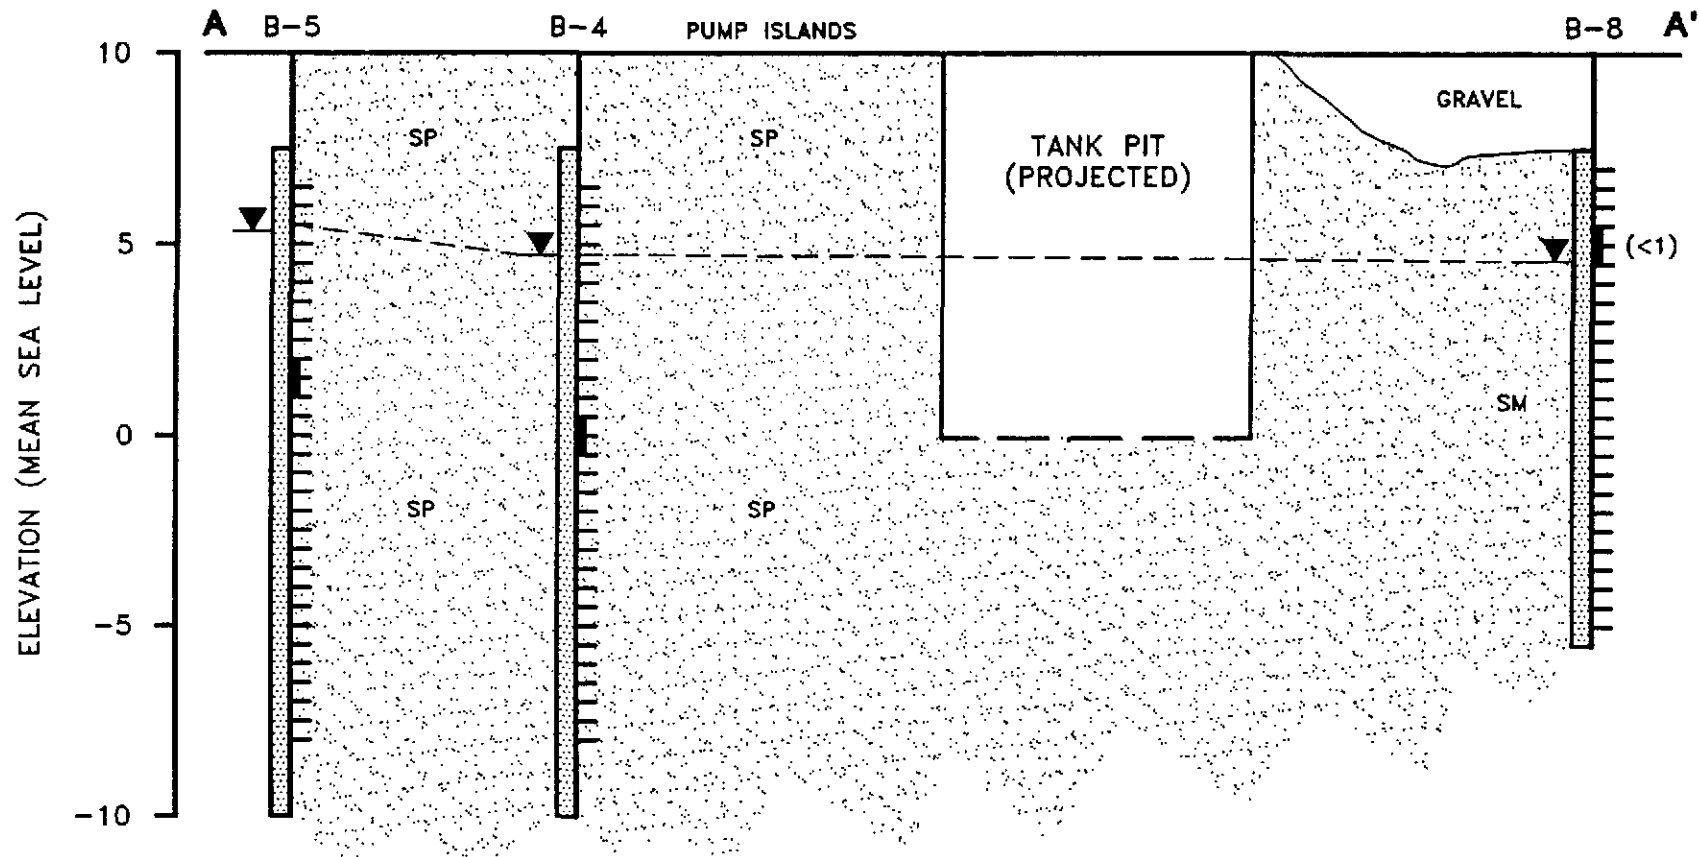 A B-5 B-4 PUMP ISLANDS B-8 A'
10
GRAVEL
SP SP
TANK PIT
(PROJECTED)
5
(<1)
SM
0
SP SP
-5
-10
ELEVATION (MEAN SEA LEVEL)